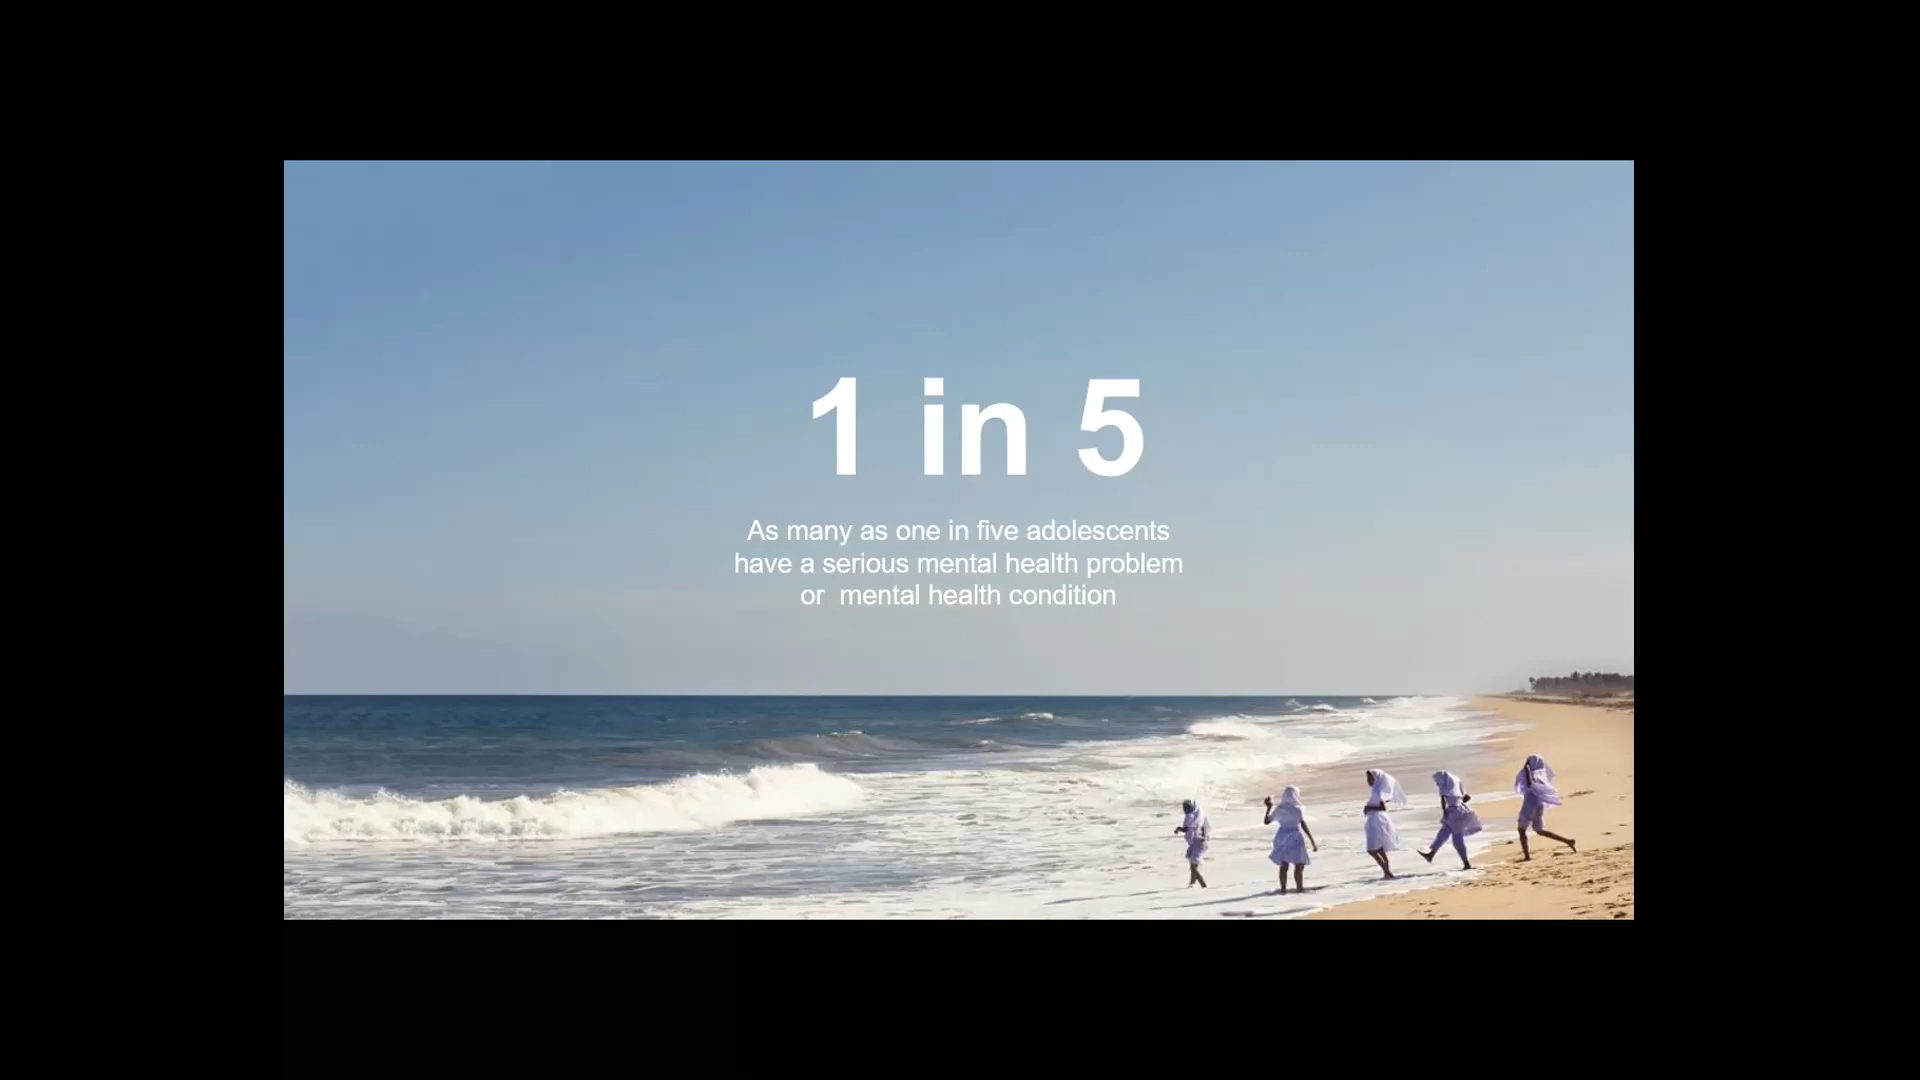 1 in 5
As many as one in five adolescents
have a serious mental health problem
or  mental health condition